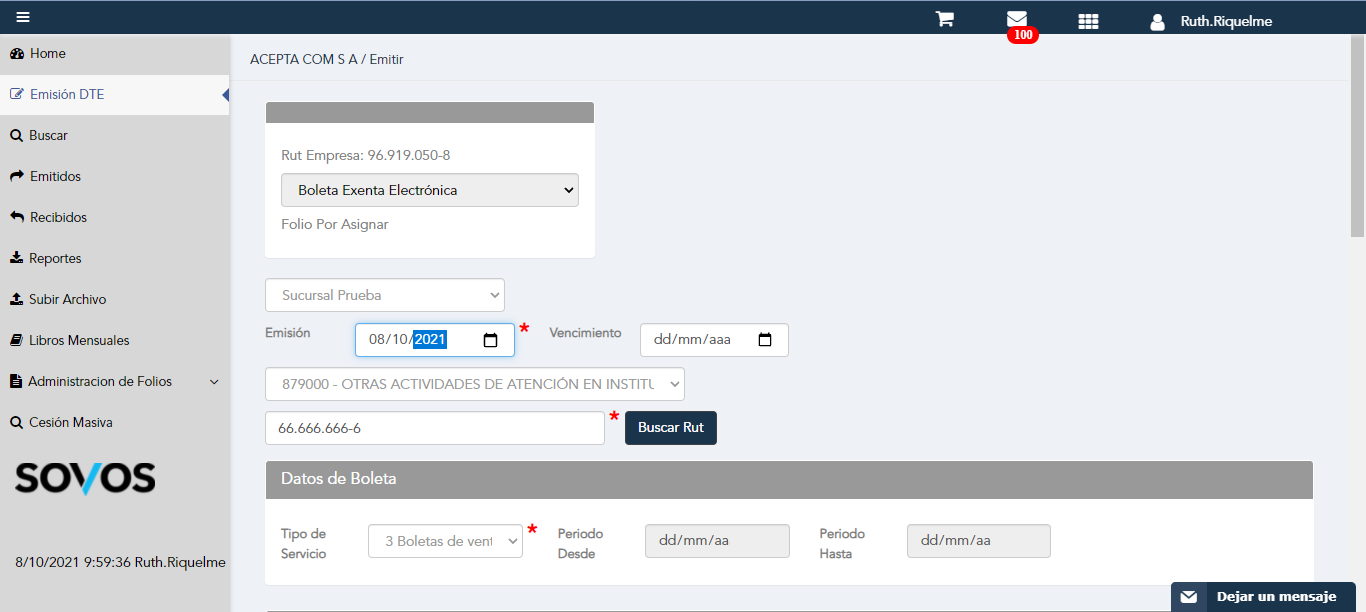 Ruth.Riquelme
100
Home
Emisión DTE
Buscar
Emitidos
Recibidos
Reportes
Subir Archivo
Libros Mensuales
Administracion de Folios
Cesión Masiva
SOVOS
8/10/2021 9:59:36 Ruth.Riquelme
ACEPTA COM S A / Emitir
Rut Empresa: 96.919.050-8
Boleta Exenta Electrónica
Folio Por Asignar
Sucursal Prueba
Emisión 08/10/2021 * Vencimiento dd/mm/aaa
879000 - OTRAS ACTIVIDADES DE ATENCIÓN EN INSTITU
66.666.666-6 * Buscar Rut
Datos de Boleta
Tipo de Servicio 3 Boletas de vent * Periodo Desde dd/mm/aa Periodo Hasta dd/mm/aa
Dejar un mensaje